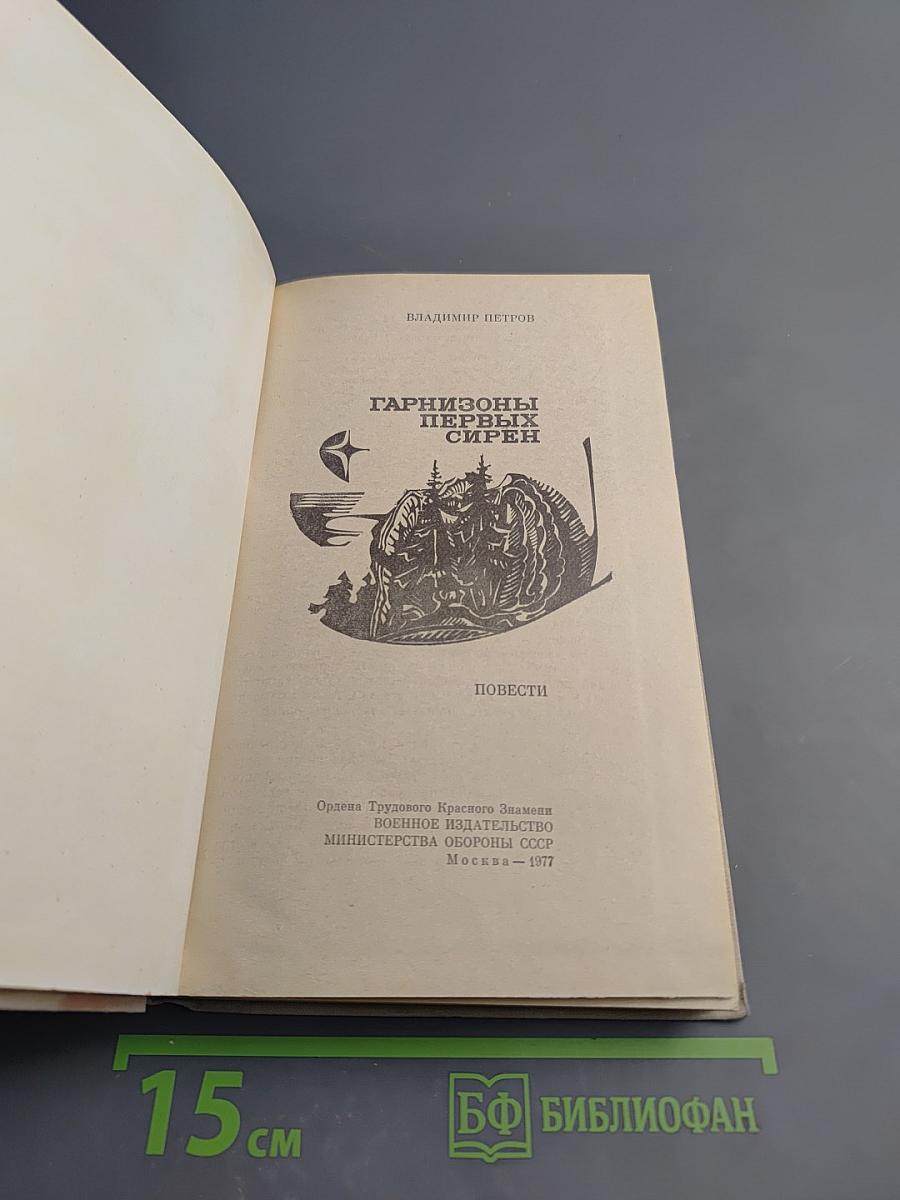 ВЛАДИМИР ПЕТРОВ
ГАРНИЗОНЫ
ПЕРВЫХ
СИРЕН
ПОВЕСТИ
Ордена Трудового Красного Знамени
ВОЕННОЕ ИЗДАТЕЛЬСТВО
МИНИСТЕРСТВА ОБОРОНЫ СССР
Москва — 1977
15 см
БФ БИБЛИОФАН